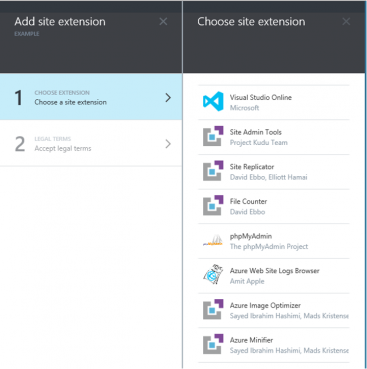 Add site extension
EXAMPLE
1
CHOOSE EXTENSION
Choose a site extension
2
LEGAL TERMS
Accept legal terms
Choose site extension
Visual Studio Online
Microsoft
Site Admin Tools
Project Kudu Team
Site Replicator
David Ebbo, Elliott Hamai
File Counter
David Ebbo
phpMyAdmin
The phpMyAdmin Project
Azure Web Site Logs Browser
Amit Apple
Azure Image Optimizer
Sayed Ibrahim Hashimi, Mads Kristense
Azure Minifier
Sayed Ibrahim Hashimi, Mads Kristense